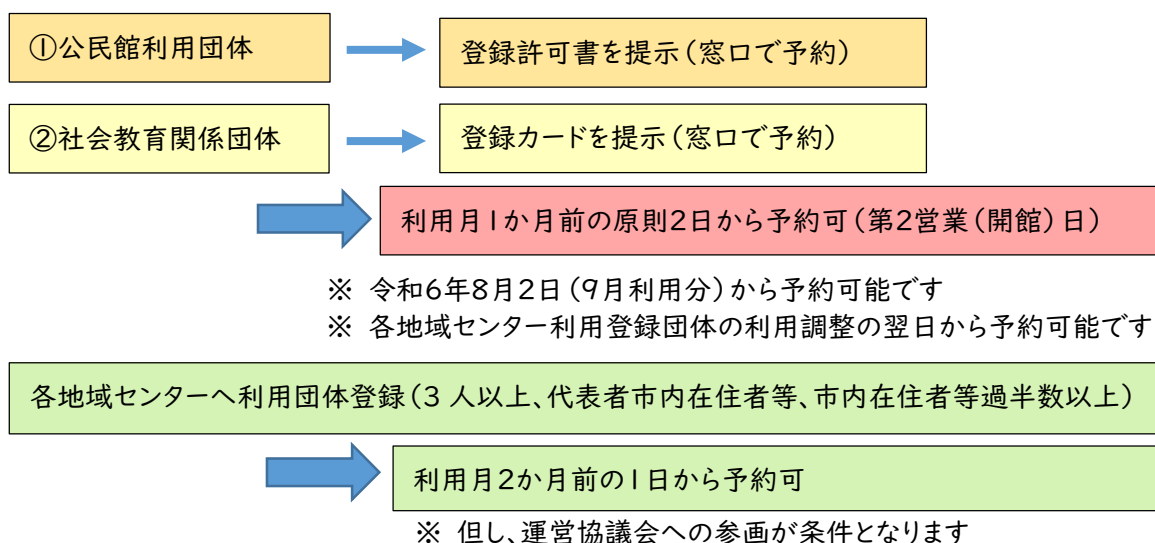 ①公民館利用団体
登録許可書を提示(窓口で予約)
②社会教育関係団体
登録カードを提示(窓口で予約)
利用月1か月前の原則2日から予約可(第2営業(開館)日)
※ 令和6年8月2日(9月利用分)から予約可能です
※ 各地域センター利用登録団体の利用調整の翌日から予約可能です
各地域センターへ利用団体登録(3 人以上、代表者市内在住者等、市内在住者等過半数以上)
利用月2か月前の1日から予約可
※ 但し、運営協議会への参画が条件となります